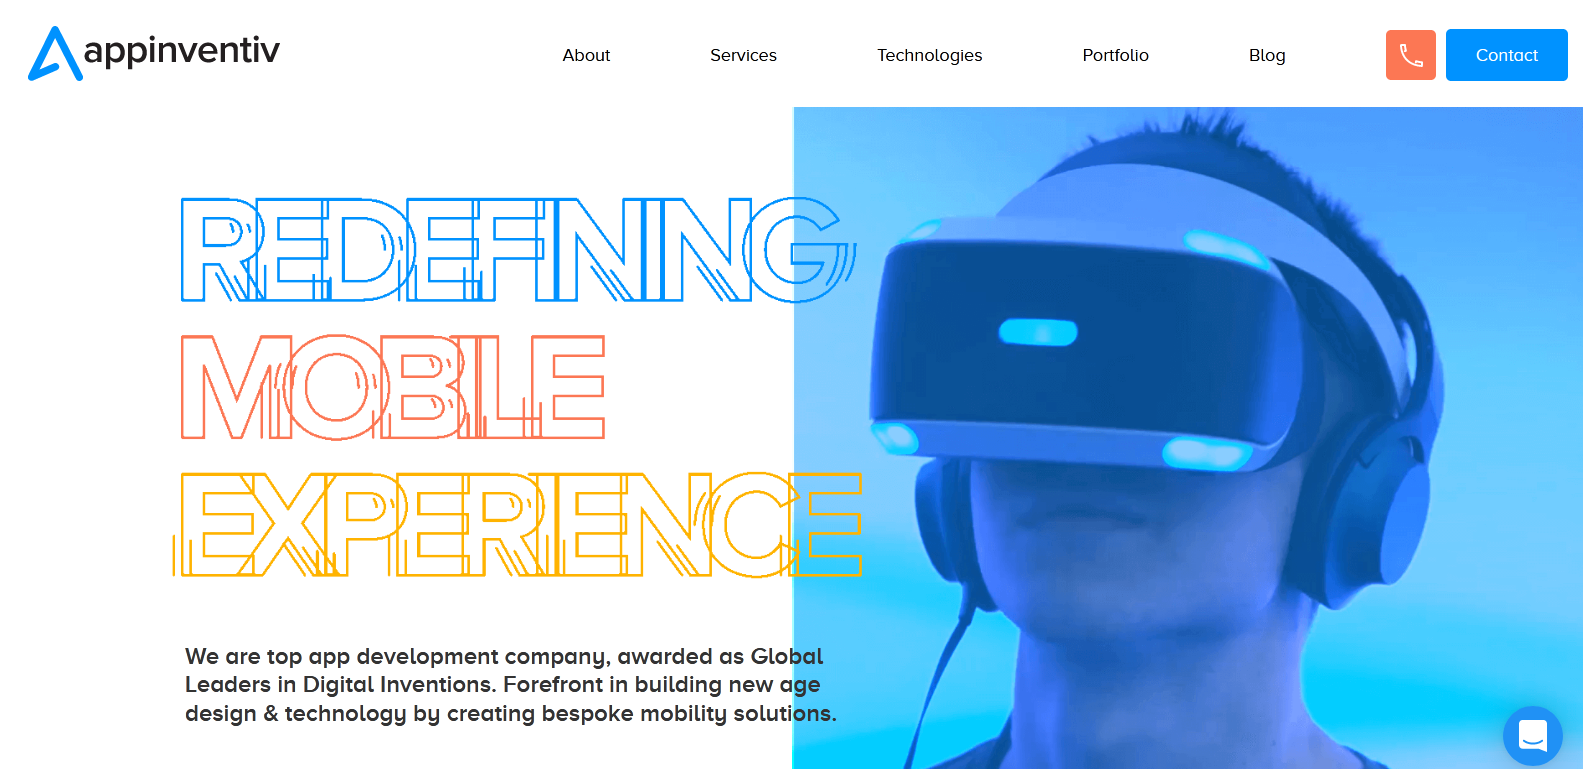 appinventiv
About
Services
Technologies
Portfolio
Blog
Contact
REDEFINING
MOBILE
EXPERIENCE
We are top app development company, awarded as Global
Leaders in Digital Inventions. Forefront in building new age
design & technology by creating bespoke mobility solutions.